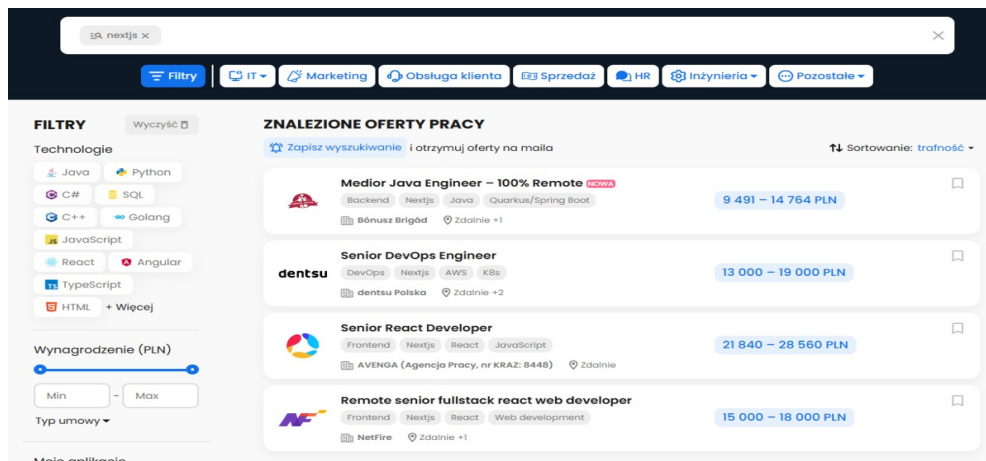 nextjs ×
Filtry IT Marketing Obsługa klienta Sprzedaż HR Inżynieria Pozostałe
FILTRY Wyczyść
Technologie
Java Python
C# SQL
C++ Golang
JS JavaScript
React Angular
TS TypeScript
HTML + Więcej
Wynagrodzenie (PLN)
Min - Max
Typ umowy
Moje aplikacje
ZNALEZIONE OFERTY PRACY
Zapisz wyszukiwanie i otrzymuj oferty na maila
Sortowanie: trafność
Medior Java Engineer – 100% Remote NOWA
Backend Nextjs Java Quarkus/Spring Boot
Bónusz Brigád Zdalnie +1
9 491 – 14 764 PLN
dentsu
Senior DevOps Engineer
DevOps Nextjs AWS K8s
dentsu Polska Zdalnie +2
13 000 – 19 000 PLN
Senior React Developer
Frontend Nextjs React JavaScript
AVENGA (Agencja Pracy, nr KRAZ: 8448) Zdalnie
21 840 – 28 560 PLN
NF
Remote senior fullstack react web developer
Frontend Nextjs React Web development
NetFire Zdalnie +1
15 000 – 18 000 PLN